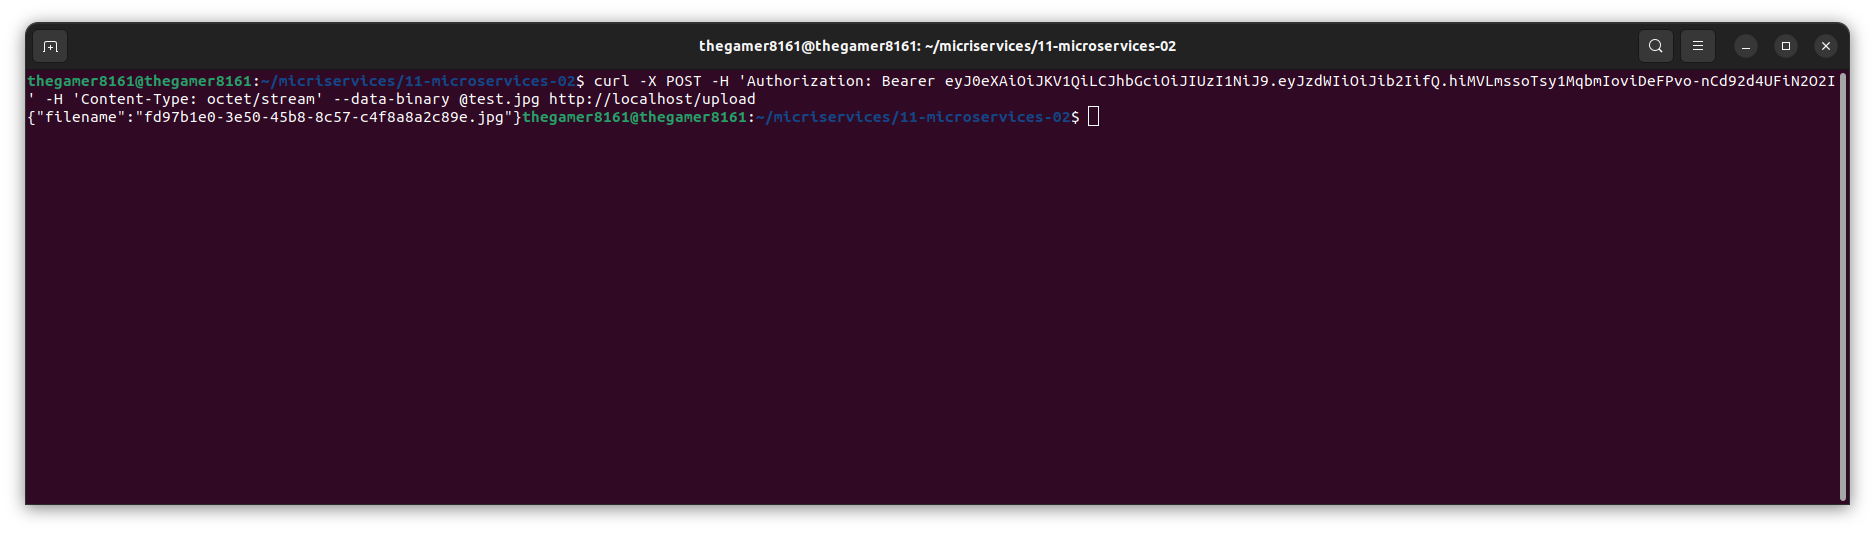 thegamer8161@thegamer8161: ~/micriservices/11-microservices-02
thegamer8161@thegamer8161:~/micriservices/11-microservices-02$ curl -X POST -H 'Authorization: Bearer eyJ0eXAiOiJKV1QiLCJhbGciOiJIUzI1NiJ9.eyJzdWIiOiJib2IifQ.hiMVLmssoTsy1MqbmIoviDeFPvo-nCd92d4UFiN2O2I
' -H 'Content-Type: octet/stream' --data-binary @test.jpg http://localhost/upload
{"filename":"fd97b1e0-3e50-45b8-8c57-c4f8a8a2c89e.jpg"}thegamer8161@thegamer8161:~/micriservices/11-microservices-02$